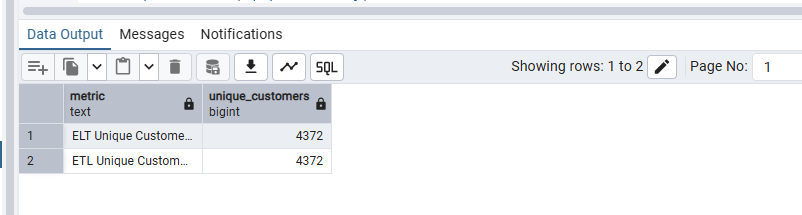 Data Output Messages Notifications
SQL Showing rows: 1 to 2 Page No: 1
metric unique_customers
text bigint
1 ELT Unique Custome... 4372
2 ETL Unique Custom... 4372